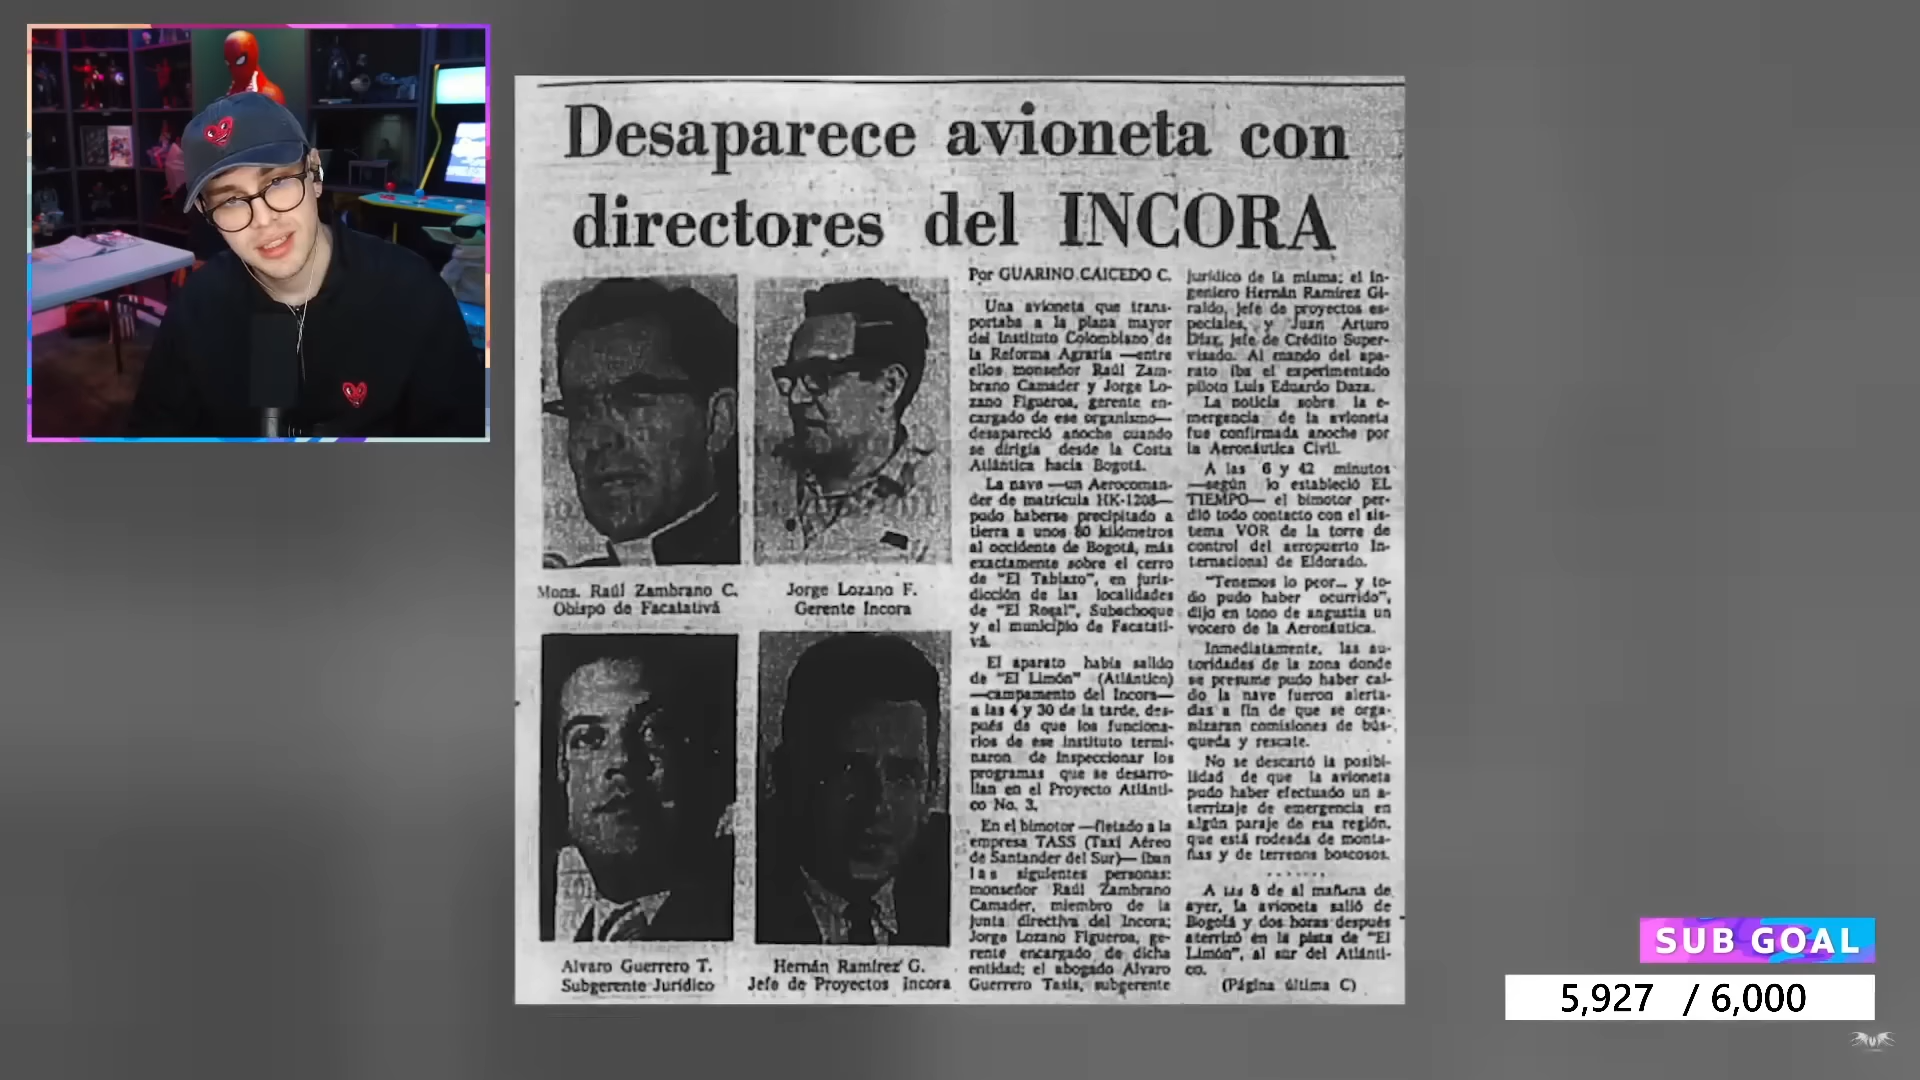 Desaparece avioneta con
directores del INCORA
Mons. Raúl Zambrano C.
Obispo de Facatativá
Jorge Lozano F.
Gerente Incora
Alvaro Guerrero T.
Subgerente Jurídico
Hernán Ramírez G.
Jefe de Proyectos Incora
Por GUARINO CAICEDO C.
Una avioneta que trans-
portaba a la plana mayor
del Instituto Colombiano de
la Reforma Agraria —entre
ellos monseñor Raúl Zam-
brano Camader y Jorge Lo-
zano Figueroa, gerente en-
cargado de ese organismo—
desapareció anoche cuando
se dirigía desde la Costa
Atlántica hacia Bogotá.
La nave —un Aerocoman-
der de matrícula HK-1208—
pudo haberse precipitado a
tierra a unos 80 kilómetros
al occidente de Bogotá, más
exactamente sobre el cerro
de "El Tablazo", en juris-
dicción de las localidades
de "El Rosal", Subachoque
y el municipio de Facatati-
vá.
El aparato había salido
de "El Limón" (Atlántico)
—campamento del Incora—
a las 4 y 30 de la tarde, des-
pués de que los funciona-
rios de ese instituto termi-
naron de inspeccionar los
programas que se desarro-
llan en el Proyecto Atlánti-
co No. 3.
En el bimotor —fletado a la
empresa TASS (Taxi Aéreo
de Santander del Sur)— iban
las siguientes personas:
monseñor Raúl Zambrano
Camader, miembro de la
junta directiva del Incora;
Jorge Lozano Figueroa, ge-
rente encargado de dicha
entidad; el abogado Alvaro
Guerrero Tasis, subgerente
jurídico de la misma; el in-
geniero Hernán Ramírez Gi-
raldo, jefe de proyectos es-
peciales, y Juan Arturo
Díaz, jefe de Crédito Super-
visado. Al mando del apa-
rato iba el experimentado
piloto Luis Eduardo Daza.
La noticia sobre la e-
mergencia de la avioneta
fue confirmada anoche por
la Aeronáutica Civil.
A las 6 y 42 minutos
—según lo estableció EL
TIEMPO— el bimotor per-
dió todo contacto con el sis-
tema VOR de la torre de
control del aeropuerto In-
ternacional de Eldorado.
"Tenemos lo peor... y to-
do pudo haber ocurrido",
dijo en tono de angustia un
vocero de la Aeronáutica.
Inmediatamente, las au-
toridades de la zona donde
se presume pudo haber caí-
do la nave fueron alerta-
das a fin de que se orga-
nizaran comisiones de bús-
queda y rescate.
No se descartó la posibi-
lidad de que la avioneta
pudo haber efectuado un a-
terrizaje de emergencia en
algún paraje de esa región,
que está rodeada de monta-
ñas y de terrenos boscosos.
.......
A las 8 de al mañana de
ayer, la avioneta salió de
Bogotá y dos horas después
aterrizó en la pista de "El
Limón", al sur del Atlánti-
co.
(Página última C)
SUB GOAL
5,927 / 6,000